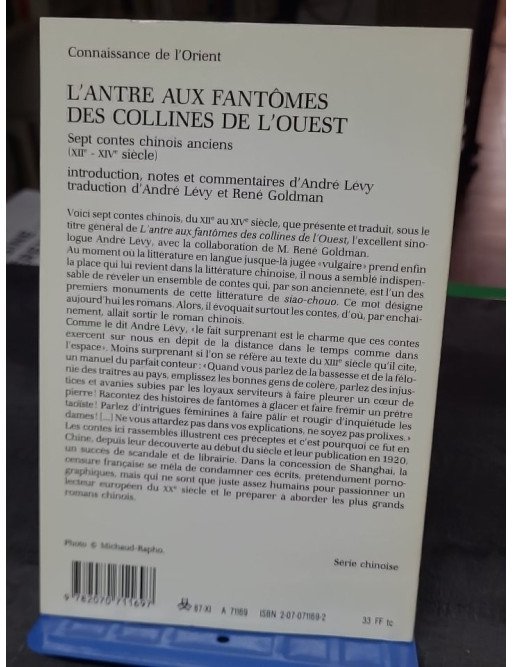 Connaissance de l'Orient
L'ANTRE AUX FANTÔMES
DES COLLINES DE L'OUEST
Sept contes chinois anciens
(XIIe - XIVe siècle)
introduction, notes et commentaires d'André Lévy
traduction d'André Lévy et René Goldman
Voici sept contes chinois, du XIIe au XIVe siècle, que présente et traduit, sous le
titre général de L'antre aux fantômes des collines de l'Ouest, l'excellent sino-
logue André Lévy, avec la collaboration de M. René Goldman.
Au moment où la littérature en langue jusque-là jugée «vulgaire» prend enfin
la place qui lui revient dans la littérature chinoise, il nous a semblé indispen-
sable de révéler un ensemble de contes qui, par son ancienneté, est l'un des
premiers monuments de cette littérature de siao-chouo. Ce mot désigne
aujourd'hui les romans. Alors, il évoquait surtout les contes, d'où, par enchaî-
nement, allait sortir le roman chinois.
Comme le dit André Lévy, «le fait surprenant est le charme que ces contes
exercent sur nous en dépit de la distance dans le temps comme dans
l'espace». Moins surprenant si l'on se réfère au texte du XIIIe siècle qu'il cite,
un manuel du parfait conteur : «Quand vous parlez de la bassesse et de la félo-
nie des traîtres au pays, emplissez les bonnes gens de colère, parlez des injus-
tices et avanies subies par les loyaux serviteurs à faire pleurer un cœur de
pierre! Racontez des histoires de fantômes à glacer et faire frémir un prêtre
taoïste! Parlez d'intrigues féminines à faire pâlir et rougir d'inquiétude les
dames! [...] Ne vous attardez pas dans vos explications, ne soyez pas prolixes.»
Les contes ici rassemblés illustrent ces préceptes et c'est pourquoi ce fut en
Chine, depuis leur découverte au début du siècle et leur publication en 1920,
un succès de scandale et de librairie. Dans la concession de Shanghaï, la
censure française se mêla de condamner ces écrits, prétendument porno-
graphiques, mais qui ne sont que juste assez humains pour passionner un
lecteur européen du XXe siècle et le préparer à aborder les plus grands
romans chinois.
Photo © Michaud-Rapho.
Série chinoise
9 782070 711697
87-XI A 71169 ISBN 2-07-071169-2
33 FF tc